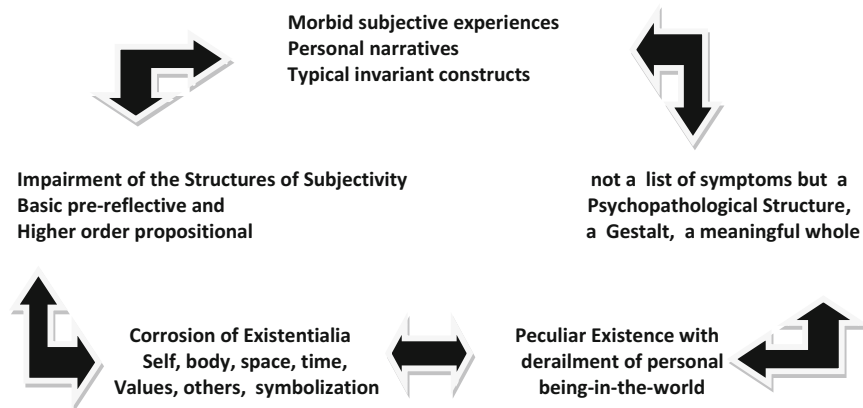 Morbid subjective experiences
Personal narratives
Typical invariant constructs
Impairment of the Structures of Subjectivity
Basic pre-reflective and
Higher order propositional
not a list of symptoms but a
Psychopathological Structure,
a Gestalt, a meaningful whole
Corrosion of Existentialia
Self, body, space, time,
Values, others, symbolization
Peculiar Existence with
derailment of personal
being-in-the-world